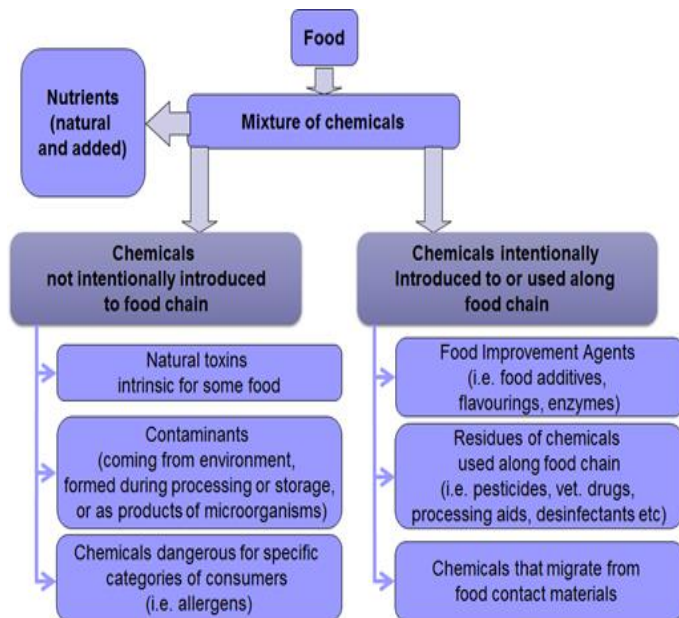 Food
Nutrients
(natural
and added)
Mixture of chemicals
Chemicals
not intentionally introduced
to food chain
Natural toxins
intrinsic for some food
Contaminants
(coming from environment,
formed during processing or storage,
or as products of microorganisms)
Chemicals dangerous for specific
categories of consumers
(i.e. allergens)
Chemicals intentionally
Introduced to or used along
food chain
Food Improvement Agents
(i.e. food additives,
flavourings, enzymes)
Residues of chemicals
used along food chain
(i.e. pesticides, vet. drugs,
processing aids, desinfectants etc)
Chemicals that migrate from
food contact materials